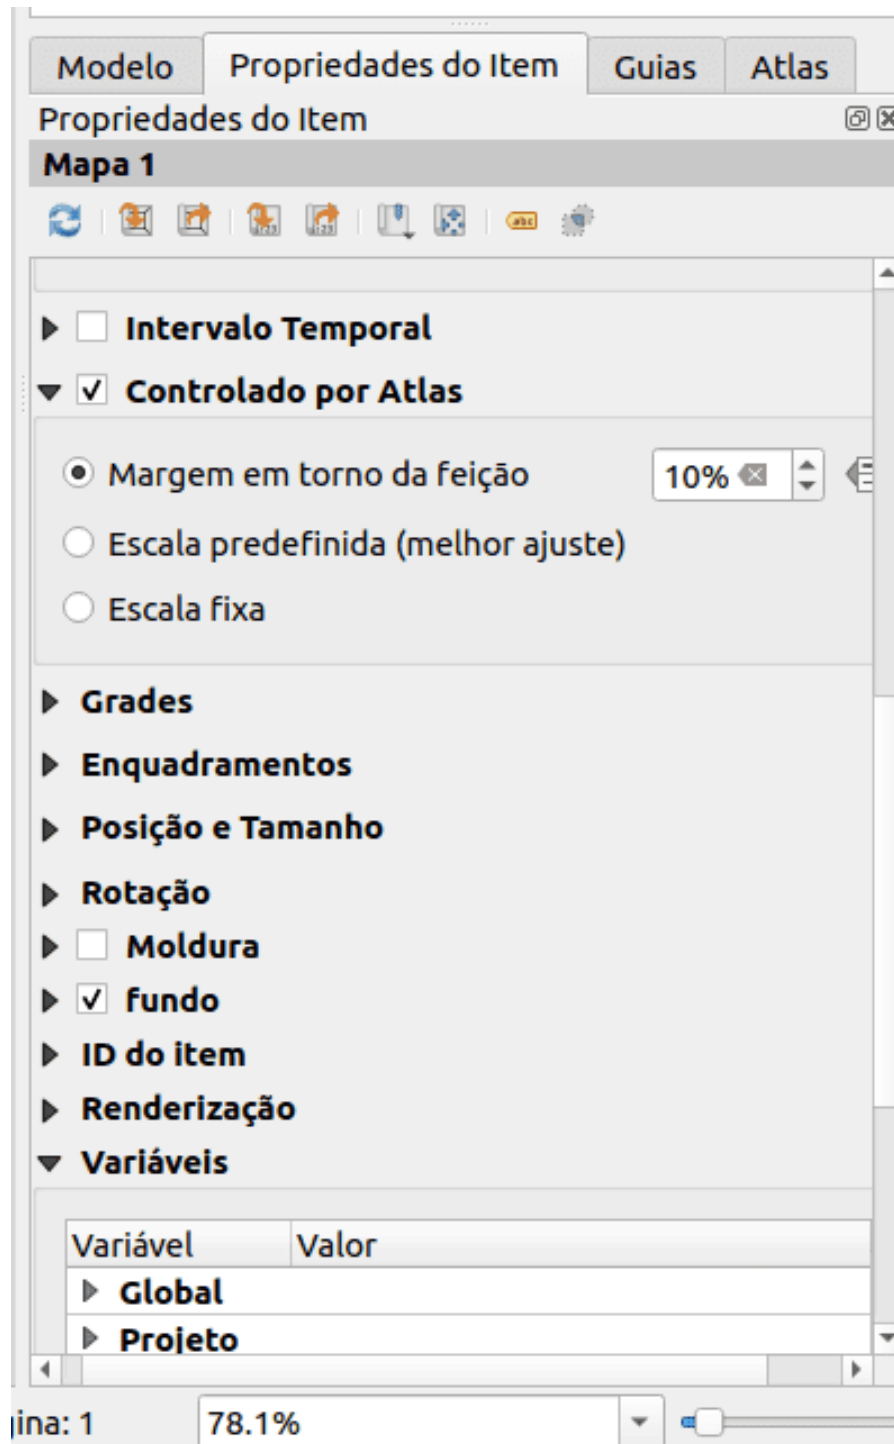 Modelo Propriedades do Item Guias Atlas
Propriedades do Item
Mapa 1
abc
Intervalo Temporal
Controlado por Atlas
Margem em torno da feição 10%
Escala predefinida (melhor ajuste)
Escala fixa
Grades
Enquadramentos
Posição e Tamanho
Rotação
Moldura
fundo
ID do item
Renderização
Variáveis
Variável Valor
Global
Projeto
gina: 1 78.1%